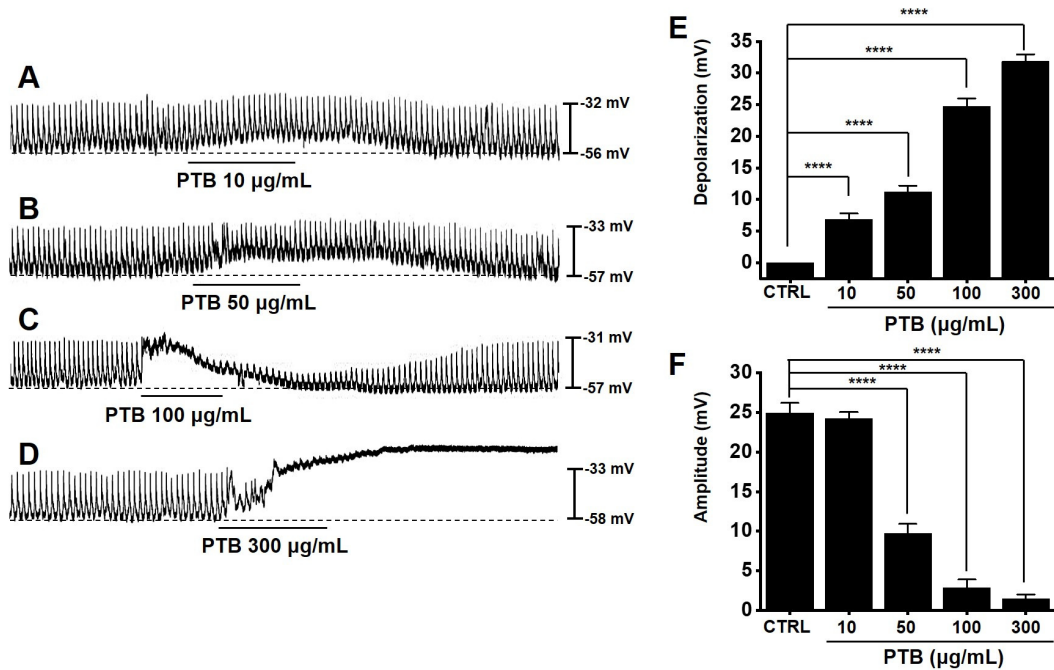 A
-32 mV
-56 mV
PTB 10 µg/mL
B
-33 mV
-57 mV
PTB 50 µg/mL
C
-31 mV
-57 mV
PTB 100 µg/mL
D
-33 mV
-58 mV
PTB 300 µg/mL
E
Depolarization (mV)
35
30
25
20
15
10
5
0
****
****
****
****
CTRL 10 50 100 300
PTB (µg/mL)
F
Amplitude (mV)
30
25
20
15
10
5
0
****
****
****
CTRL 10 50 100 300
PTB (µg/mL)